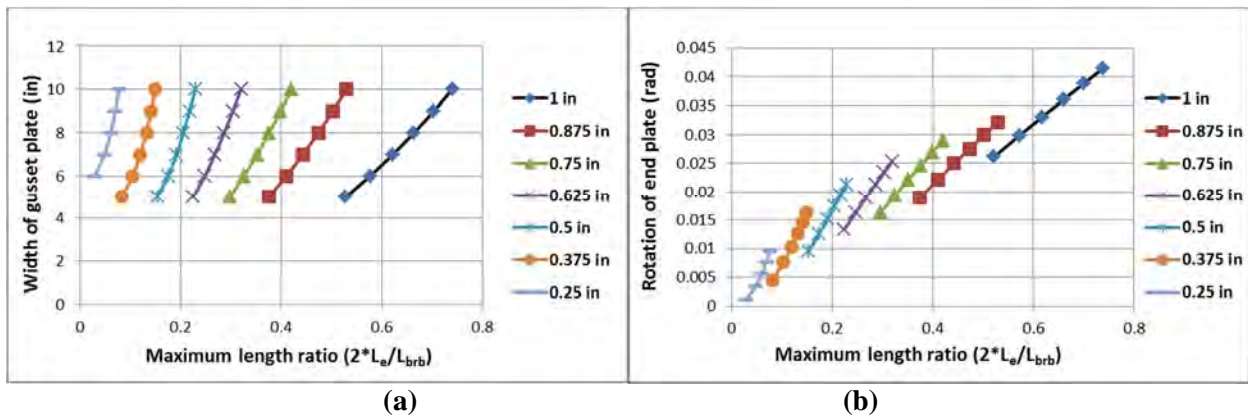 Width of gusset plate (in)
12
10
8
6
4
2
0
0
0.2
0.4
0.6
0.8
Maximum length ratio (2*Le/Lbrb)
1 in
0.875 in
0.75 in
0.625 in
0.5 in
0.375 in
0.25 in
(a)
Rotation of end plate (rad)
0.045
0.04
0.035
0.03
0.025
0.02
0.015
0.01
0.005
0
0
0.2
0.4
0.6
0.8
Maximum length ratio (2*Le/Lbrb)
1 in
0.875 in
0.75 in
0.625 in
0.5 in
0.375 in
0.25 in
(b)